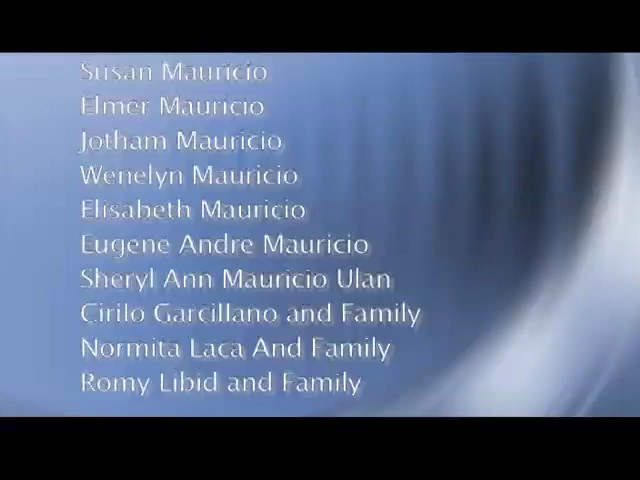 Susan Mauricio
Elmer Mauricio
Jotham Mauricio
Wenelyn Mauricio
Elisabeth Mauricio
Eugene Andre Mauricio
Sheryl Ann Mauricio Ulan
Cirilo Garcillano and Family
Normita Laca And Family
Romy Libid and Family